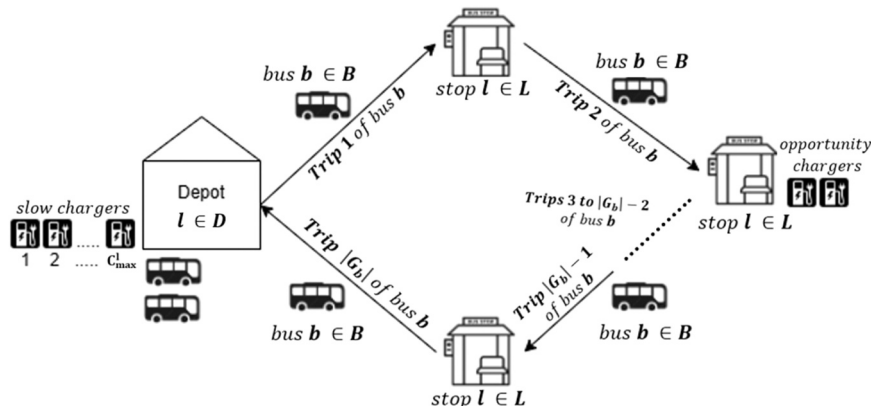 bus b ∈ B
stop l ∈ L
bus b ∈ B
Trip 1 of bus b
Trip 2 of bus b
opportunity
chargers
stop l ∈ L
Depot
l ∈ D
slow chargers
1 2 ..... C^l_max
.....
Trips 3 to |G_b| − 2
of bus b
Trip |G_b| of bus b
Trip |G_b| − 1
of bus b
bus b ∈ B
bus b ∈ B
stop l ∈ L